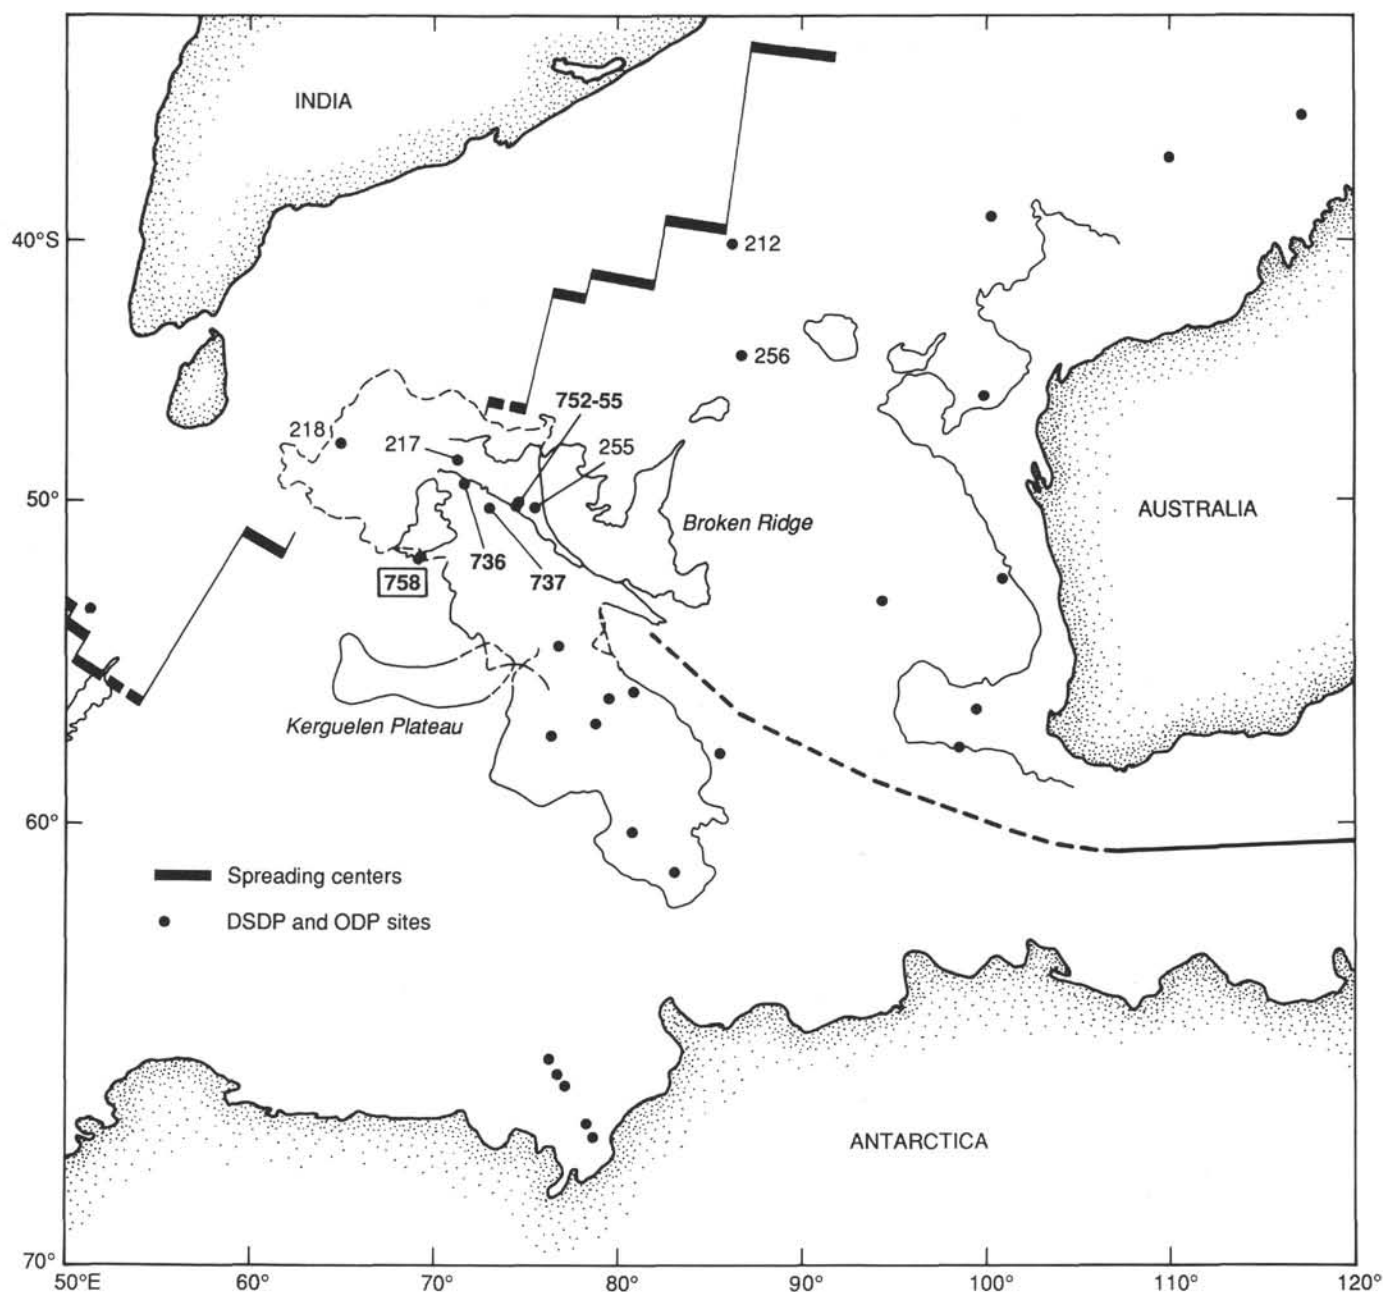 INDIA
40°S
212
256
752-55
218
217
255
50°
Broken Ridge
AUSTRALIA
736
737
758
Kerguelen Plateau
60°
Spreading centers
DSDP and ODP sites
ANTARCTICA
70°
50°E
60°
70°
80°
90°
100°
110°
120°